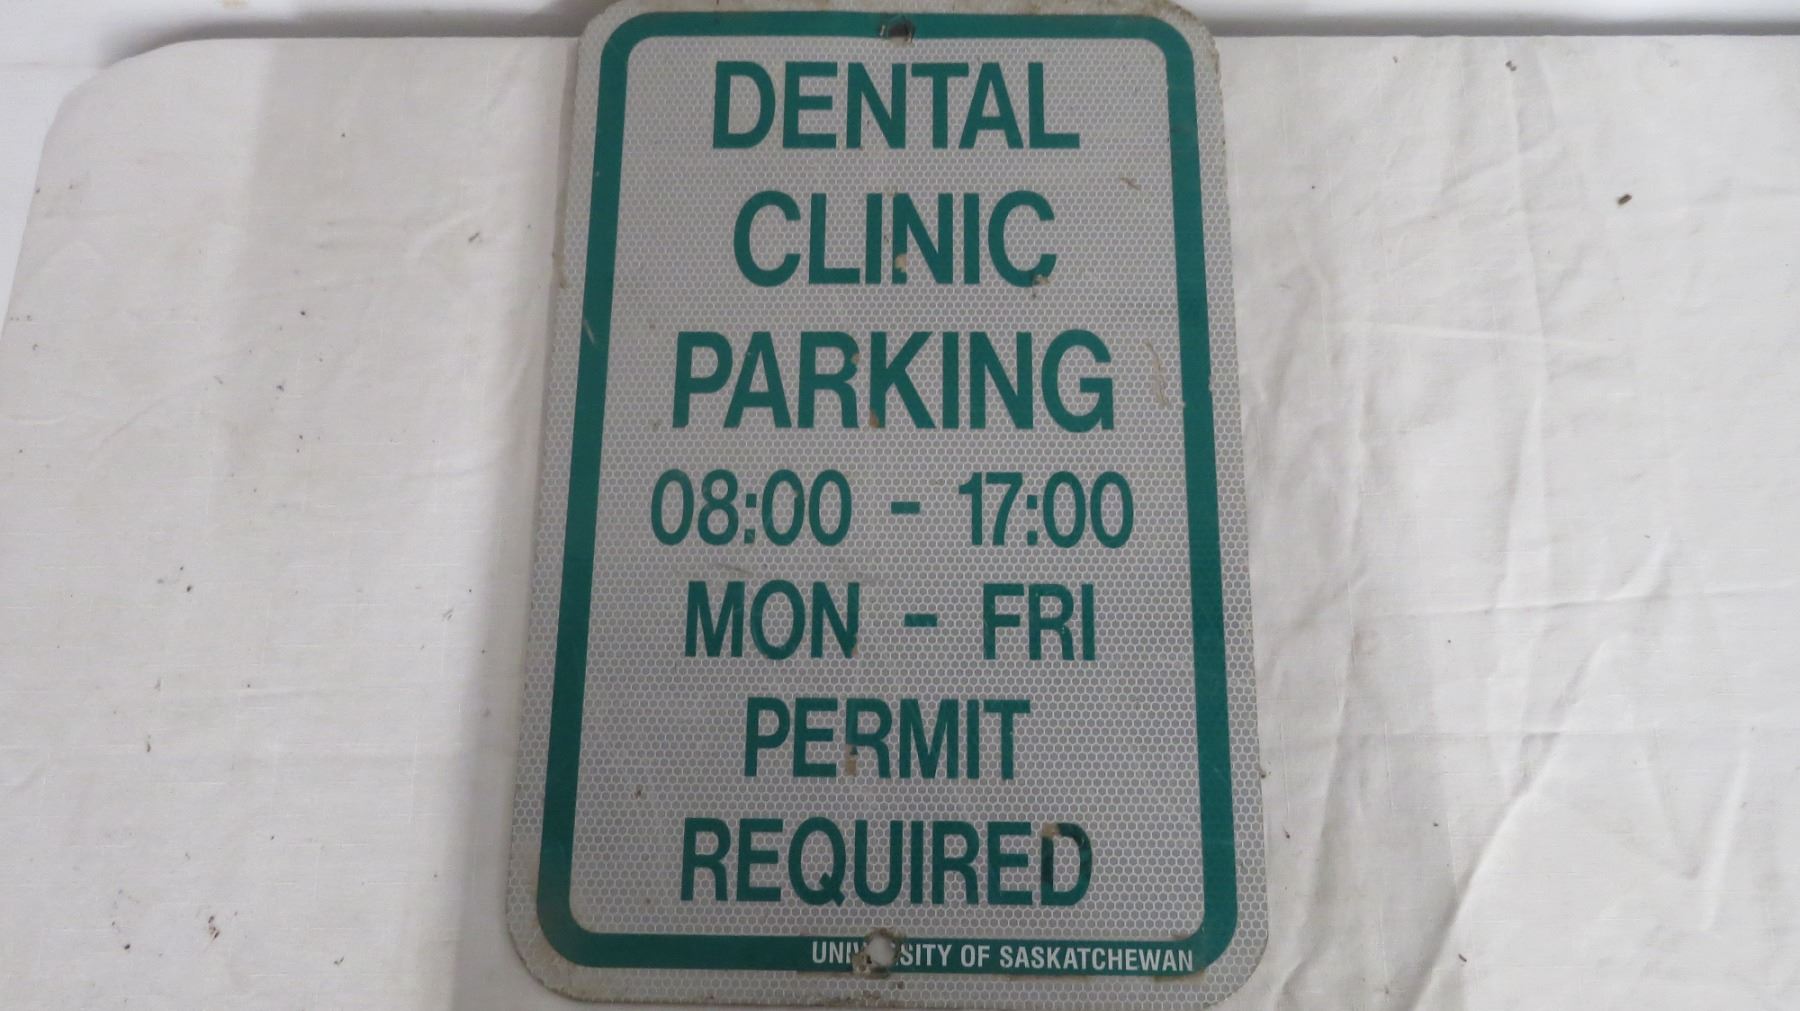 DENTAL
CLINIC
PARKING
08:00 - 17:00
MON - FRI
PERMIT
REQUIRED
UNIVERSITY OF SASKATCHEWAN